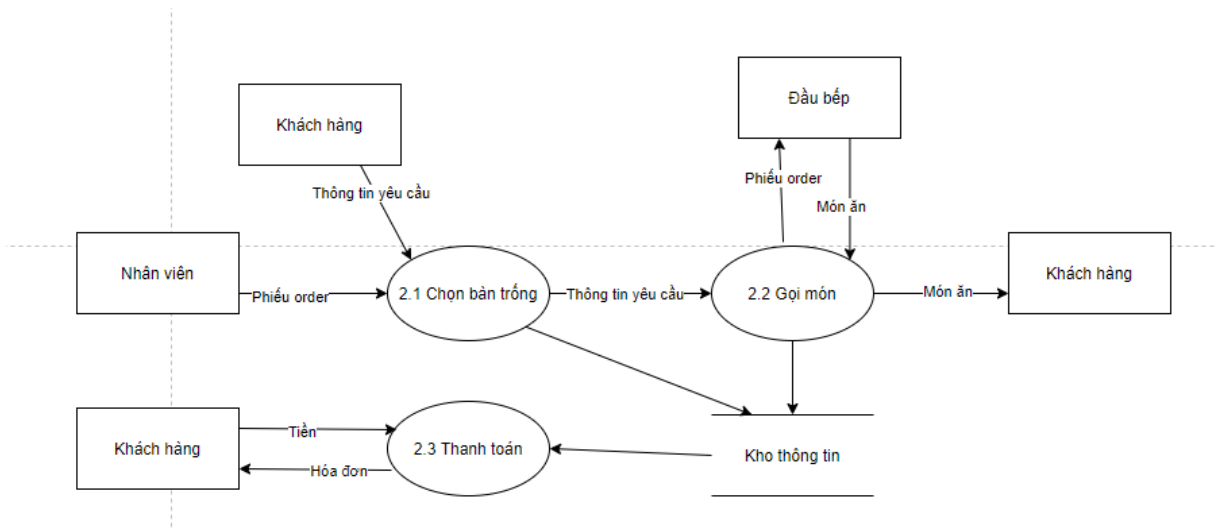 Đầu bếp
Khách hàng
Phiếu order
Thông tin yêu cầu
Món ăn
Nhân viên
Khách hàng
Phiếu order
2.1 Chọn bàn trống
Thông tin yêu cầu
2.2 Gọi món
Món ăn
Tiền
Khách hàng
2.3 Thanh toán
Kho thông tin
Hóa đơn